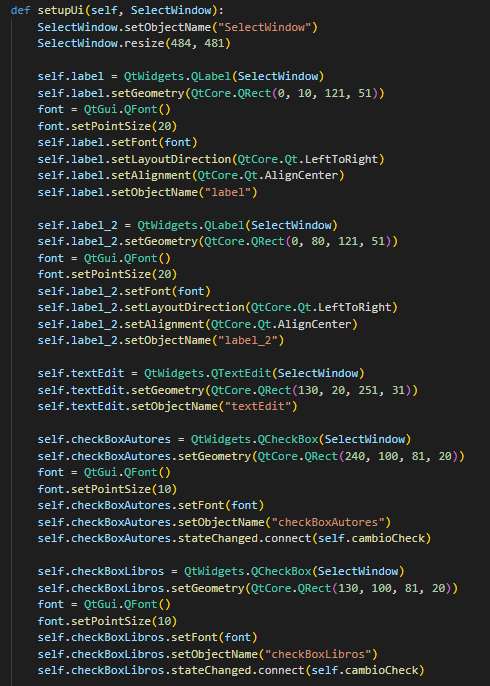 def setupUi(self, SelectWindow):
SelectWindow.setObjectName("SelectWindow")
SelectWindow.resize(484, 481)
self.label = QtWidgets.QLabel(SelectWindow)
self.label.setGeometry(QtCore.QRect(0, 10, 121, 51))
font = QtGui.QFont()
font.setPointSize(20)
self.label.setFont(font)
self.label.setLayoutDirection(QtCore.Qt.LeftToRight)
self.label.setAlignment(QtCore.Qt.AlignCenter)
self.label.setObjectName("label")
self.label_2 = QtWidgets.QLabel(SelectWindow)
self.label_2.setGeometry(QtCore.QRect(0, 80, 121, 51))
font = QtGui.QFont()
font.setPointSize(20)
self.label_2.setFont(font)
self.label_2.setLayoutDirection(QtCore.Qt.LeftToRight)
self.label_2.setAlignment(QtCore.Qt.AlignCenter)
self.label_2.setObjectName("label_2")
self.textEdit = QtWidgets.QTextEdit(SelectWindow)
self.textEdit.setGeometry(QtCore.QRect(130, 20, 251, 31))
self.textEdit.setObjectName("textEdit")
self.checkBoxAutores = QtWidgets.QCheckBox(SelectWindow)
self.checkBoxAutores.setGeometry(QtCore.QRect(240, 100, 81, 20))
font = QtGui.QFont()
font.setPointSize(10)
self.checkBoxAutores.setFont(font)
self.checkBoxAutores.setObjectName("checkBoxAutores")
self.checkBoxAutores.stateChanged.connect(self.cambioCheck)
self.checkBoxLibros = QtWidgets.QCheckBox(SelectWindow)
self.checkBoxLibros.setGeometry(QtCore.QRect(130, 100, 81, 20))
font = QtGui.QFont()
font.setPointSize(10)
self.checkBoxLibros.setFont(font)
self.checkBoxLibros.setObjectName("checkBoxLibros")
self.checkBoxLibros.stateChanged.connect(self.cambioCheck)